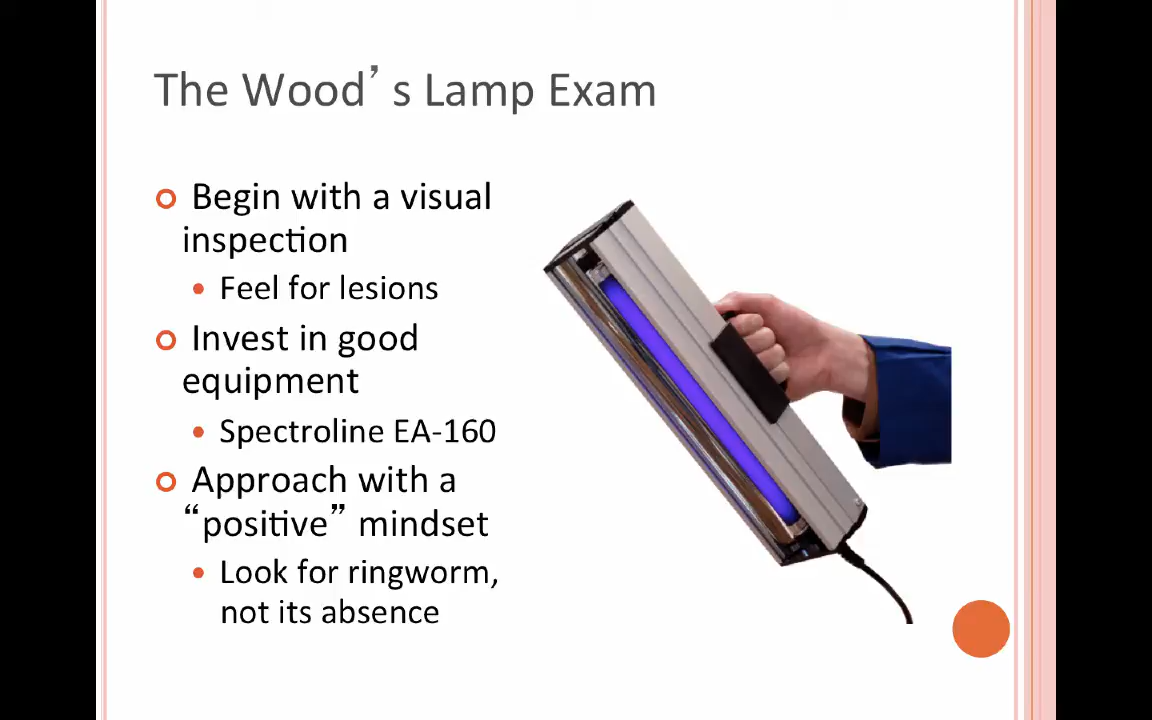 The Wood’s Lamp Exam
Begin with a visual
inspection
Feel for lesions
Invest in good
equipment
Spectroline EA-160
Approach with a
“positive” mindset
Look for ringworm,
not its absence